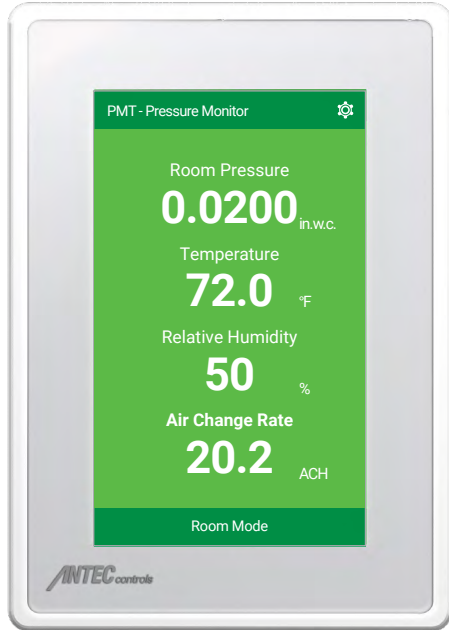 PMT - Pressure Monitor
Room Pressure
0.0200 in.w.c.
Temperature
72.0 °F
Relative Humidity
50 %
Air Change Rate
20.2 ACH
Room Mode
ANTEC controls